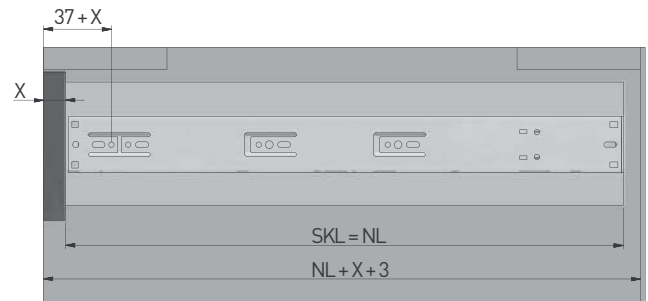 37 + X
X
SKL = NL
NL + X + 3